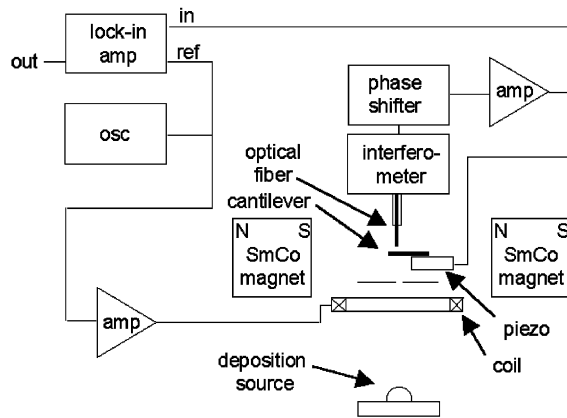 in
lock-in
amp
ref
out
osc
phase
shifter
amp
interfero-
meter
optical
fiber
cantilever
N S
SmCo
magnet
N S
SmCo
magnet
amp
piezo
coil
deposition
source